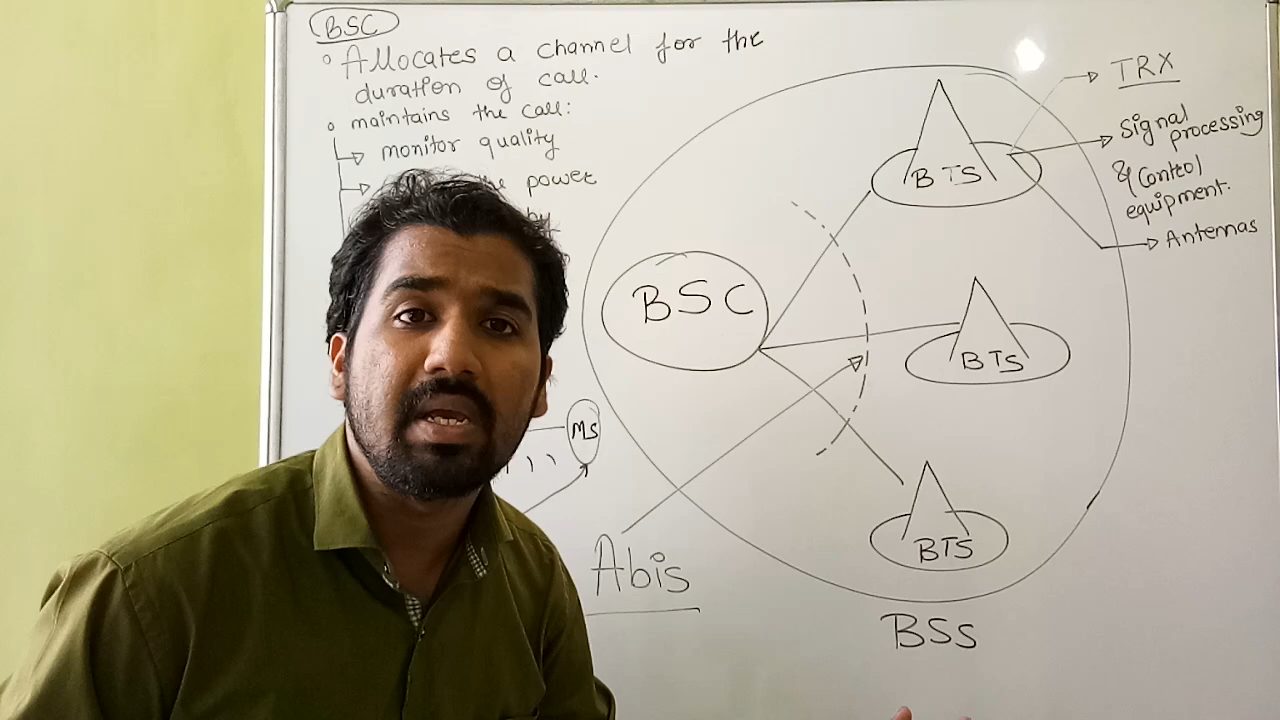 BSC
Allocates a channel for the
duration of call.
maintains the call:
monitor quality
power
by
BSC
BTS
BTS
BTS
TRX
Signal
processing
& Control
equipment.
Antennas
MS
Abis
BSS